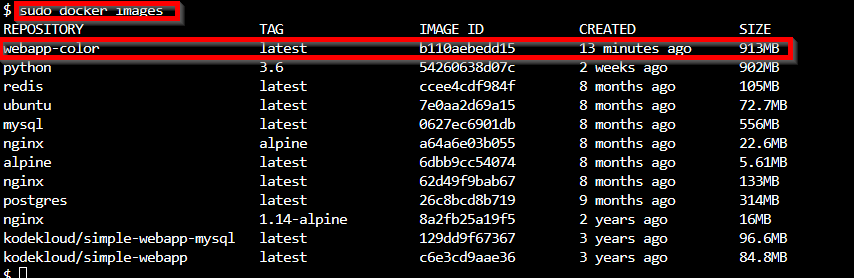 $ sudo docker images
REPOSITORY TAG IMAGE ID CREATED SIZE
webapp-color latest b110aebedd15 13 minutes ago 913MB
python 3.6 54260638d07c 2 weeks ago 902MB
redis latest ccee4cdf984f 8 months ago 105MB
ubuntu latest 7e0aa2d69a15 8 months ago 72.7MB
mysql latest 0627ec6901db 8 months ago 556MB
nginx alpine a64a6e03b055 8 months ago 22.6MB
alpine latest 6dbb9cc54074 8 months ago 5.61MB
nginx latest 62d49f9bab67 8 months ago 133MB
postgres latest 26c8bcd8b719 9 months ago 314MB
nginx 1.14-alpine 8a2fb25a19f5 2 years ago 16MB
kodekloud/simple-webapp-mysql latest 129dd9f67367 3 years ago 96.6MB
kodekloud/simple-webapp latest c6e3cd9aae36 3 years ago 84.8MB
$